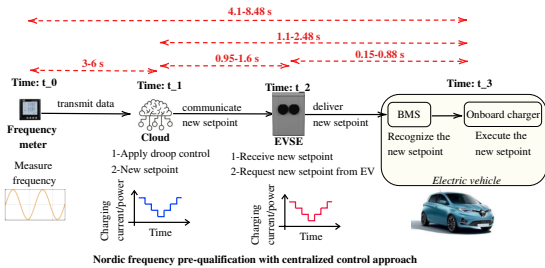 4.1-8.48 s
1.1-2.48 s
3-6 s
0.95-1.6 s
0.15-0.88 s
Time: t_0
Time: t_1
Time: t_2
Time: t_3
transmit data
communicate
new setpoint
deliver
new setpoint
BMS
Onboard charger
Frequency
meter
Cloud
EVSE
Recognize the
new setpoint
Execute the
new setpoint
Measure
frequency
1-Apply droop control
2-New setpoint
1-Receive new setpoint
2-Request new setpoint from EV
Electric vehicle
Charging
current/power
Time
Charging
current/power
Time
Nordic frequency pre-qualification with centralized control approach